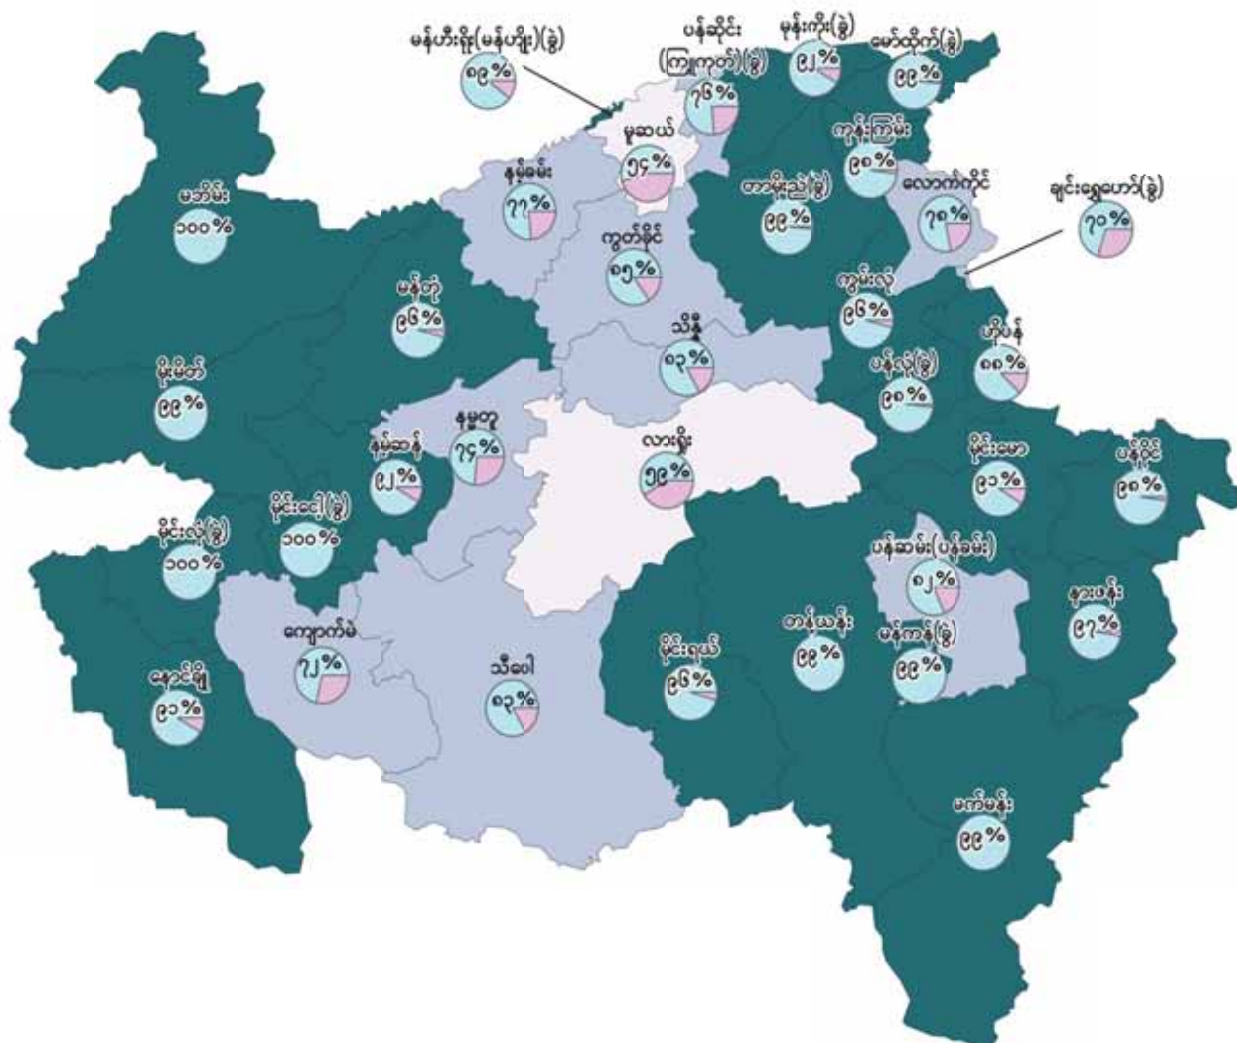 မန်ဟီးရိုး(မန်ဟျိုး)(ခွဲ)
၈၉%
ပန်ဆိုင်း
(ကြူကုတ်)(ခွဲ)
၇၆%
မုန်းကိုး(ခွဲ)
၉၂%
မော်ထိုက်(ခွဲ)
၉၉%
မူဆယ်
၅၄%
ကုန်းကြမ်း
၉၈%
နမ့်ခမ်း
၇၇%
တာမိုးညဲ(ခွဲ)
၉၉%
လောက်ကိုင်
၇၈%
ချင်းရွှေဟော်(ခွဲ)
၇၁%
မဘိမ်း
၁၀၀%
ကွတ်ခိုင်
၈၅%
မန်တုံ
၉၆%
ကွမ်းလုံ
၉၆%
သိန္နီ
၈၃%
ဟိုပန်
၈၈%
မိုးမိတ်
၉၉%
ပန်လုံ(ခွဲ)
၉၈%
နမ္မတူ
၇၄%
နမ့်ဆန်
၉၂%
လားရှိုး
၅၉%
မိုင်းမော
၉၁%
ပန်ဝိုင်
၉၈%
မိုင်းငေါ့(ခွဲ)
၁၀၀%
မိုင်းလုံ(ခွဲ)
၁၀၀%
ပန်ဆမ်း(ပန်ခမ်း)
၈၂%
နားဖန်း
၉၇%
ကျောက်မဲ
၇၂%
သီပေါ
၈၃%
မိုင်းရယ်
၉၆%
တန့်ယန်း
၉၉%
မန်ကန်(ခွဲ)
၉၉%
နောင်ချို
၉၁%
မက်မန်း
၉၉%